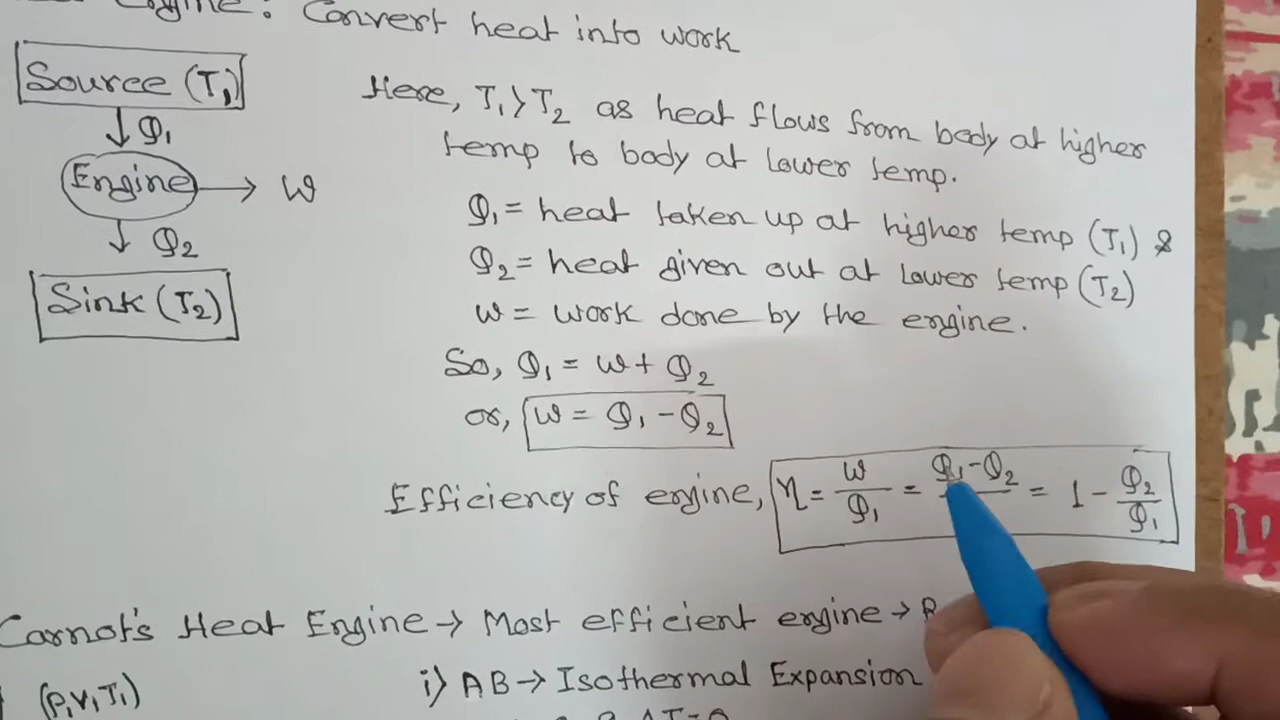 Engine: Convert heat into work
Source (T₁)
↓ Q₁
Engine → W
↓ Q₂
Sink (T₂)
Here, T₁>T₂ as heat flows from body at higher
temp to body at lower temp.
Q₁ = heat taken up at higher temp (T₁) &
Q₂ = heat given out at lower temp (T₂)
W = work done by the engine.
So, Q₁ = W + Q₂
or, W = Q₁ - Q₂
Efficiency of engine, η = W/Q₁ = Q₁-Q₂/ = 1 - Q₂/Q₁
Carnot's Heat Engine → Most efficient engine →
(P₁V₁T₁)
i) AB → Isothermal Expansion
ΔT=0